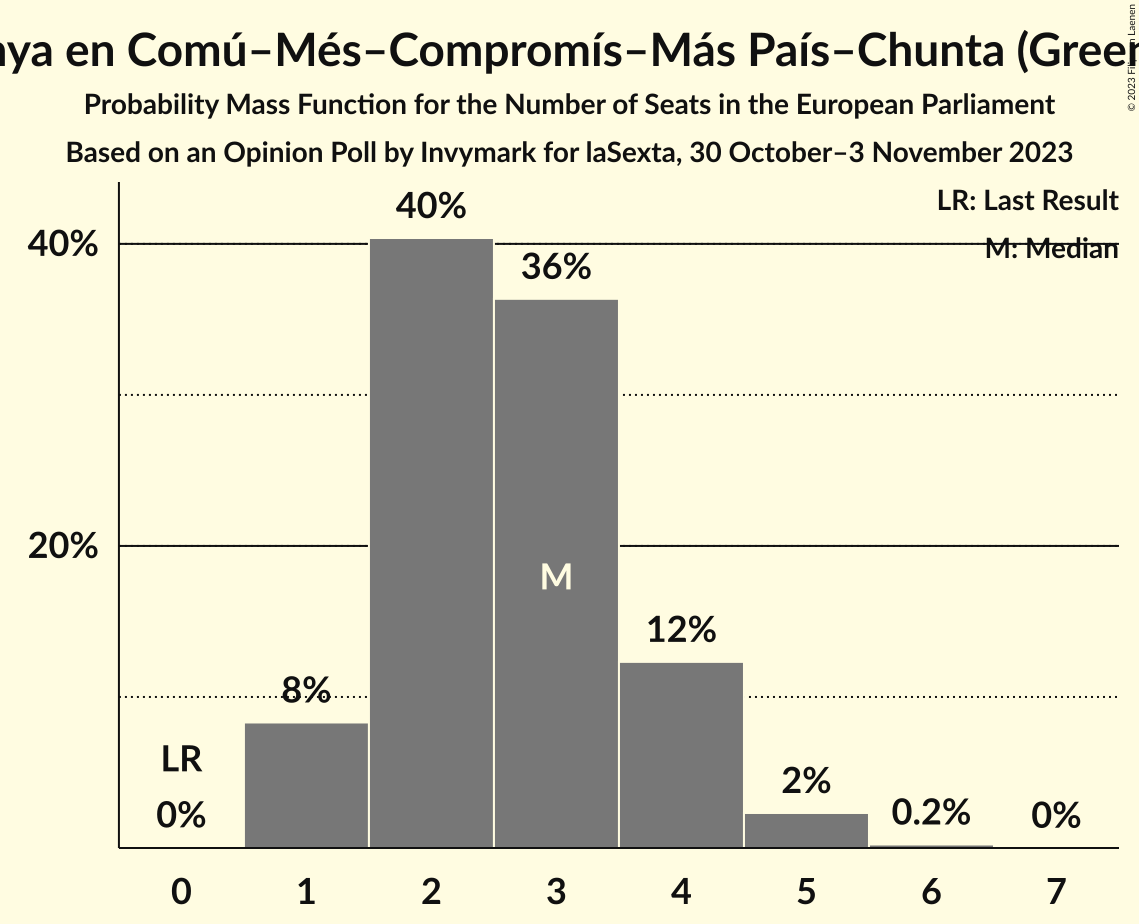 en Comú–Més–Compromís–Más País–Chunta
Probability Mass Function for the Number of Seats in the European Parliament
Based on an Opinion Poll by Invymark for laSexta, 30 October–3 November 2023
© 2023 Laenen
LR: Last Result
M: Median
40%
20%
40%
36%
M
12%
8%
LR
0%
2%
0.2%
0%
0 1 2 3 4 5 6 7